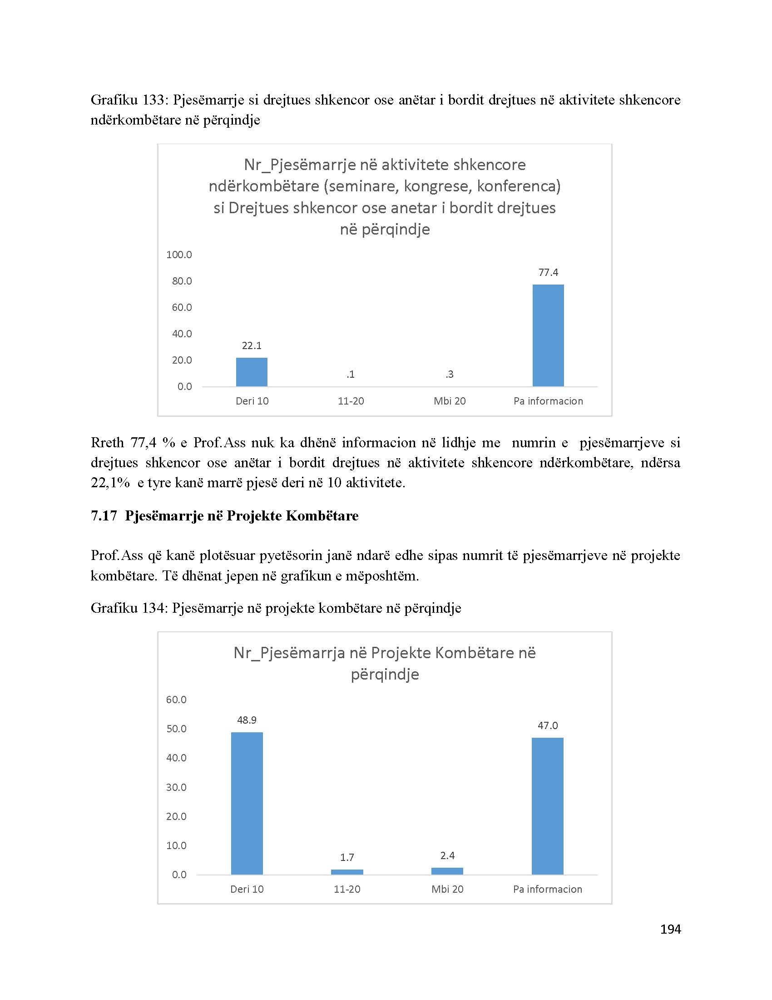 Grafiku 133: Pjesëmarrje si drejtues shkencor ose anëtar i bordit drejtues në aktivitete shkencore
ndërkombëtare në përqindje
Nr_Pjesëmarrje në aktivitete shkencore
ndërkombëtare (seminare, kongrese, konferenca)
si Drejtues shkencor ose anetar i bordit drejtues
në përqindje
100.0
80.0
60.0
40.0
20.0
0.0
22.1
.1
.3
77.4
Deri 10
11-20
Mbi 20
Pa informacion
Rreth 77,4 % e Prof.Ass nuk ka dhënë informacion në lidhje me numrin e pjesëmarrjeve si
drejtues shkencor ose anëtar i bordit drejtues në aktivitete shkencore ndërkombëtare, ndërsa
22,1% e tyre kanë marrë pjesë deri në 10 aktivitete.
7.17 Pjesëmarrje në Projekte Kombëtare
Prof.Ass që kanë plotësuar pyetësorin janë ndarë edhe sipas numrit të pjesëmarrjeve në projekte
kombëtare. Të dhënat jepen në grafikun e mëposhtëm.
Grafiku 134: Pjesëmarrje në projekte kombëtare në përqindje
Nr_Pjesëmarrja në Projekte Kombëtare në
përqindje
60.0
50.0
40.0
30.0
20.0
10.0
0.0
48.9
1.7
2.4
47.0
Deri 10
11-20
Mbi 20
Pa informacion
194